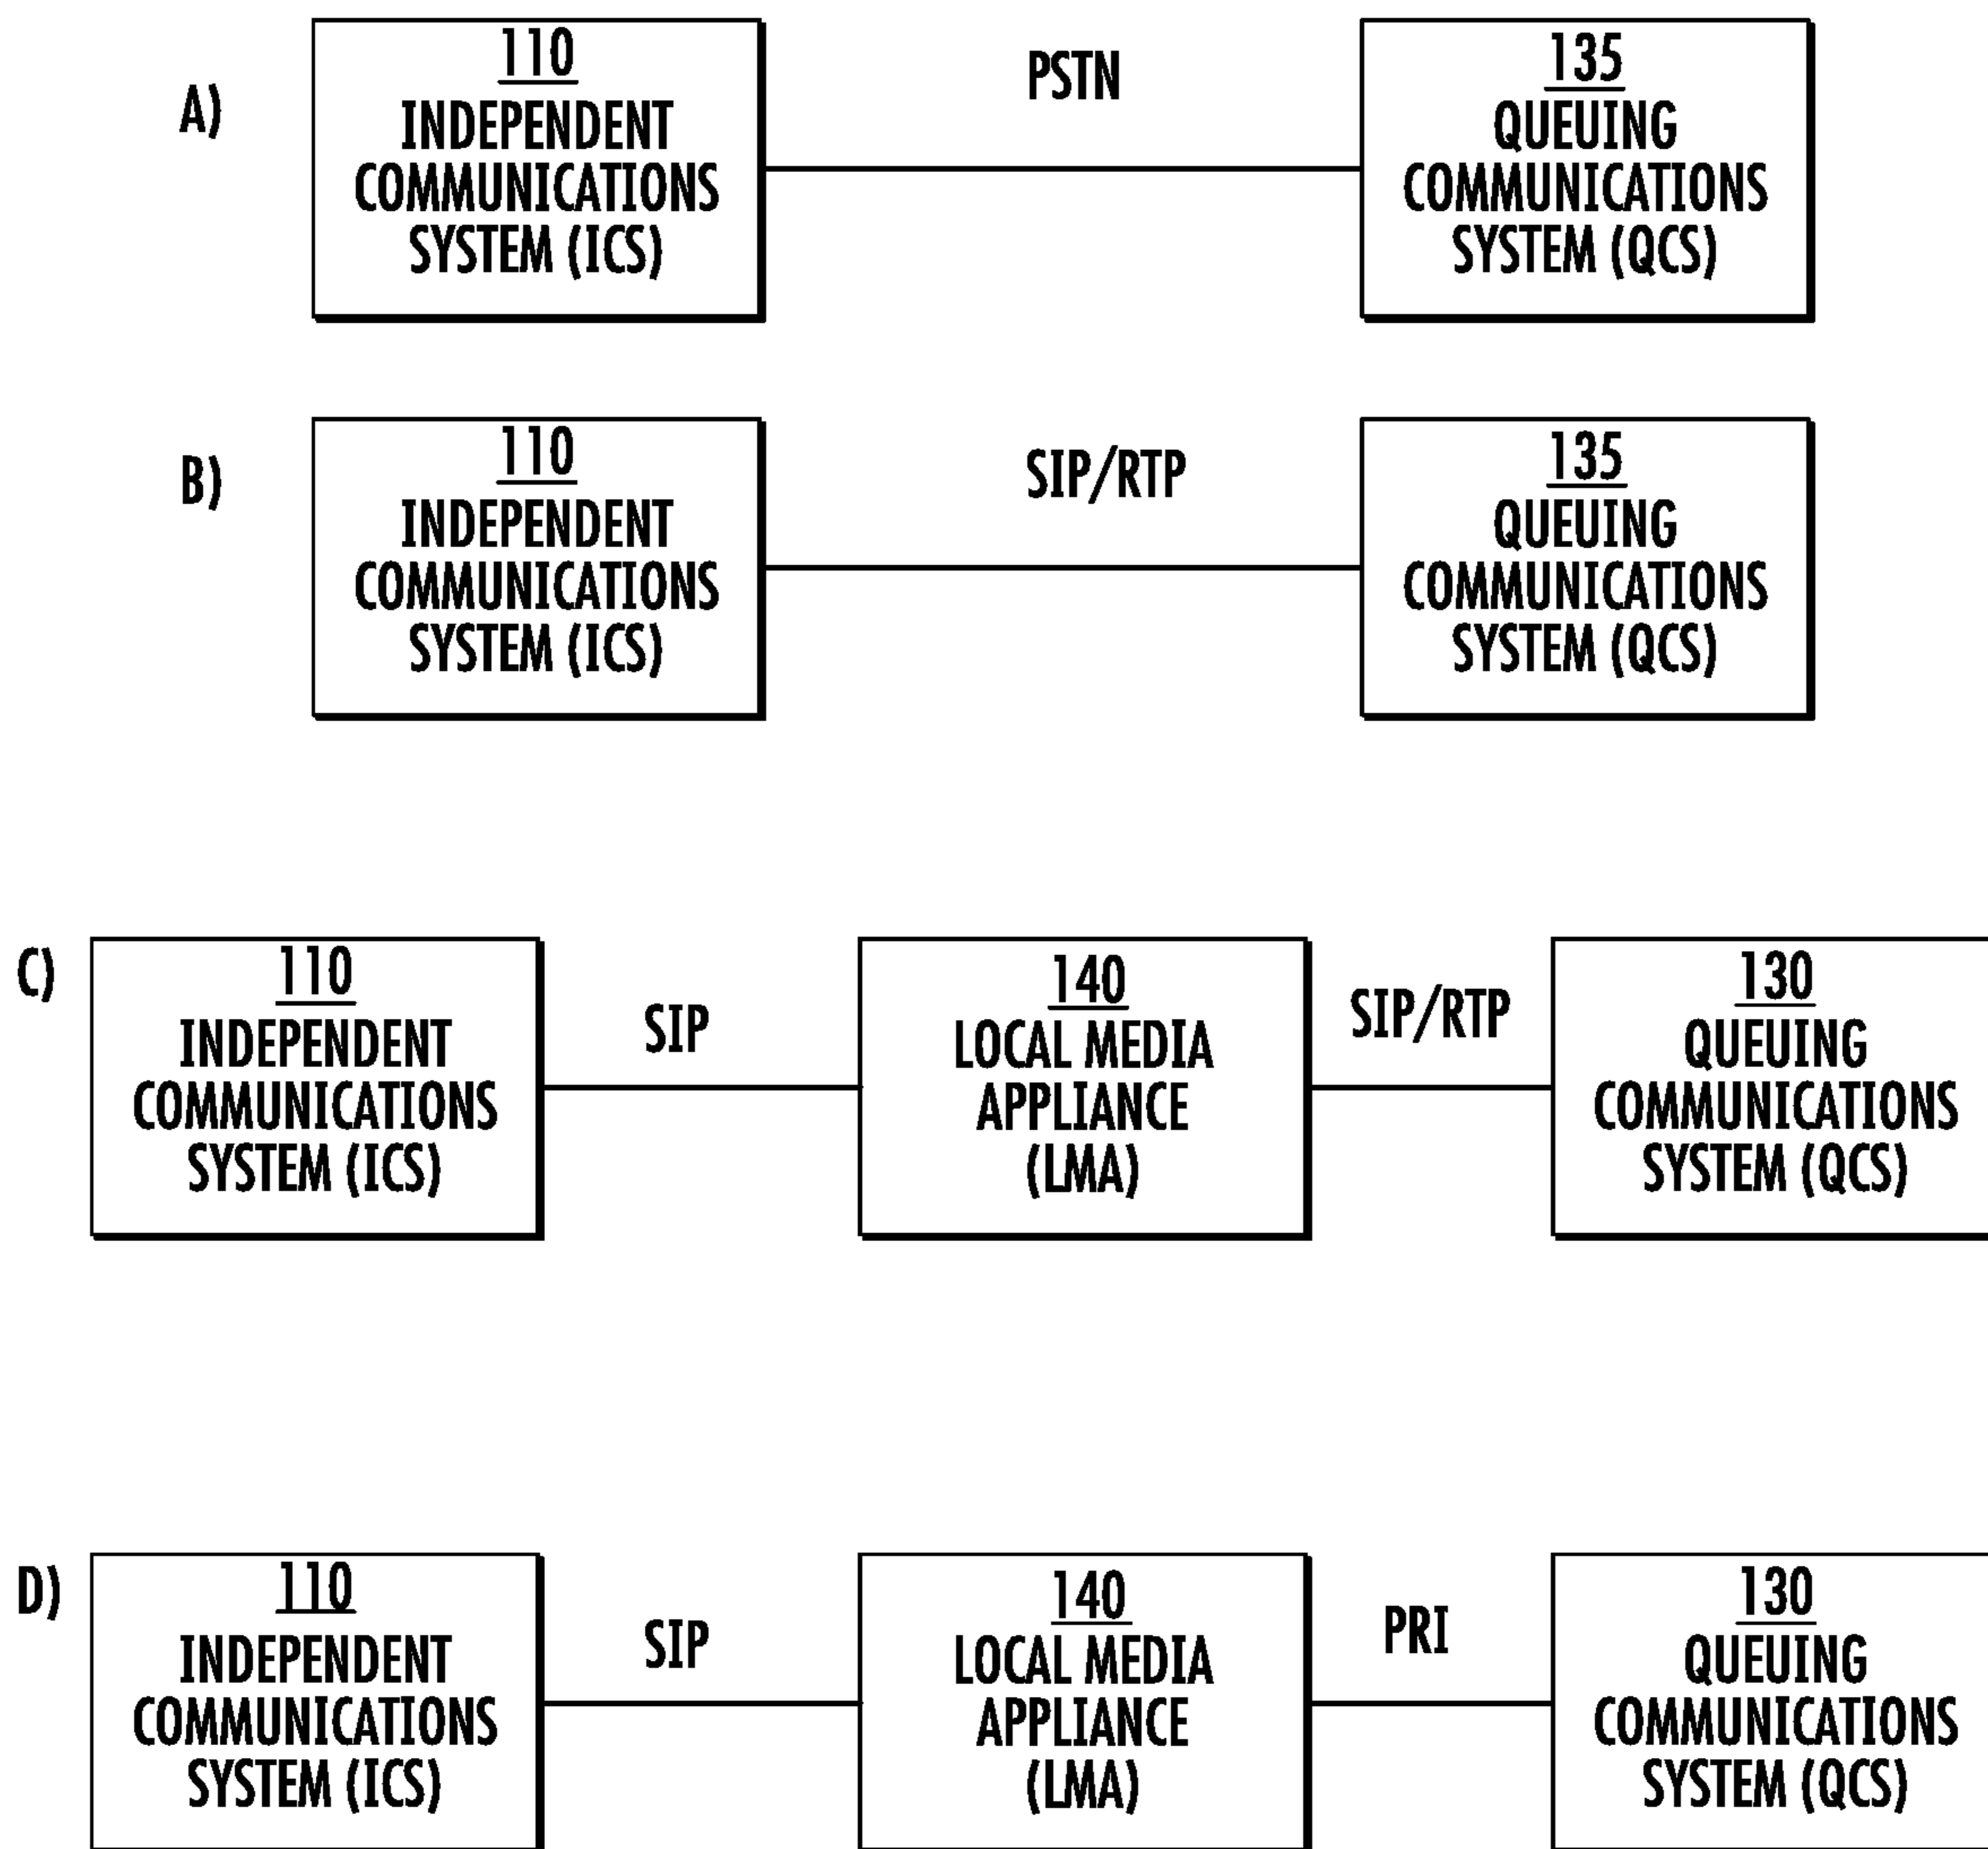 A)
110
INDEPENDENT
COMMUNICATIONS
SYSTEM (ICS)
PSTN
135
QUEUING
COMMUNICATIONS
SYSTEM (QCS)
B)
110
INDEPENDENT
COMMUNICATIONS
SYSTEM (ICS)
SIP/RTP
135
QUEUING
COMMUNICATIONS
SYSTEM (QCS)
C)
110
INDEPENDENT
COMMUNICATIONS
SYSTEM (ICS)
SIP
140
LOCAL MEDIA
APPLIANCE
(LMA)
SIP/RTP
130
QUEUING
COMMUNICATIONS
SYSTEM (QCS)
D)
110
INDEPENDENT
COMMUNICATIONS
SYSTEM (ICS)
SIP
140
LOCAL MEDIA
APPLIANCE
(LMA)
PRI
130
QUEUING
COMMUNICATIONS
SYSTEM (QCS)